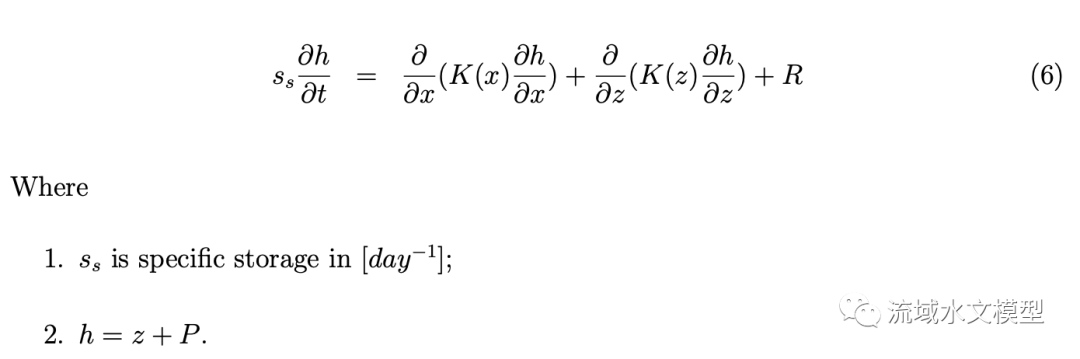 s_s ∂h/∂t = ∂/∂x (K(x) ∂h/∂x) + ∂/∂z (K(z) ∂h/∂z) + R (6)
Where
1. s_s is specific storage in [day^{-1}];
2. h = z + P.
流域水文模型